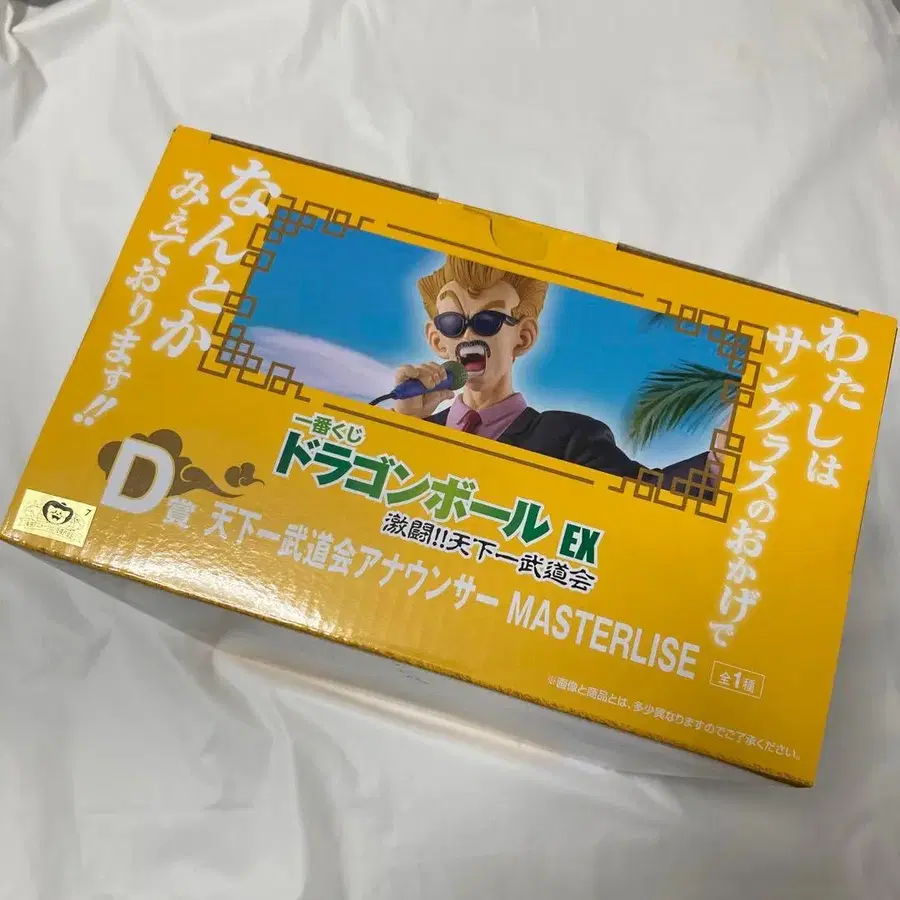 わたしは
サングラスのおかげで
なんとか
みえております!!
一番くじ
ドラゴンボール EX
激闘!!天下一武道会
D賞 天下一武道会アナウンサー MASTERLISE
全1種
※画像と商品とは、多少異なりますのでご了承ください。
7